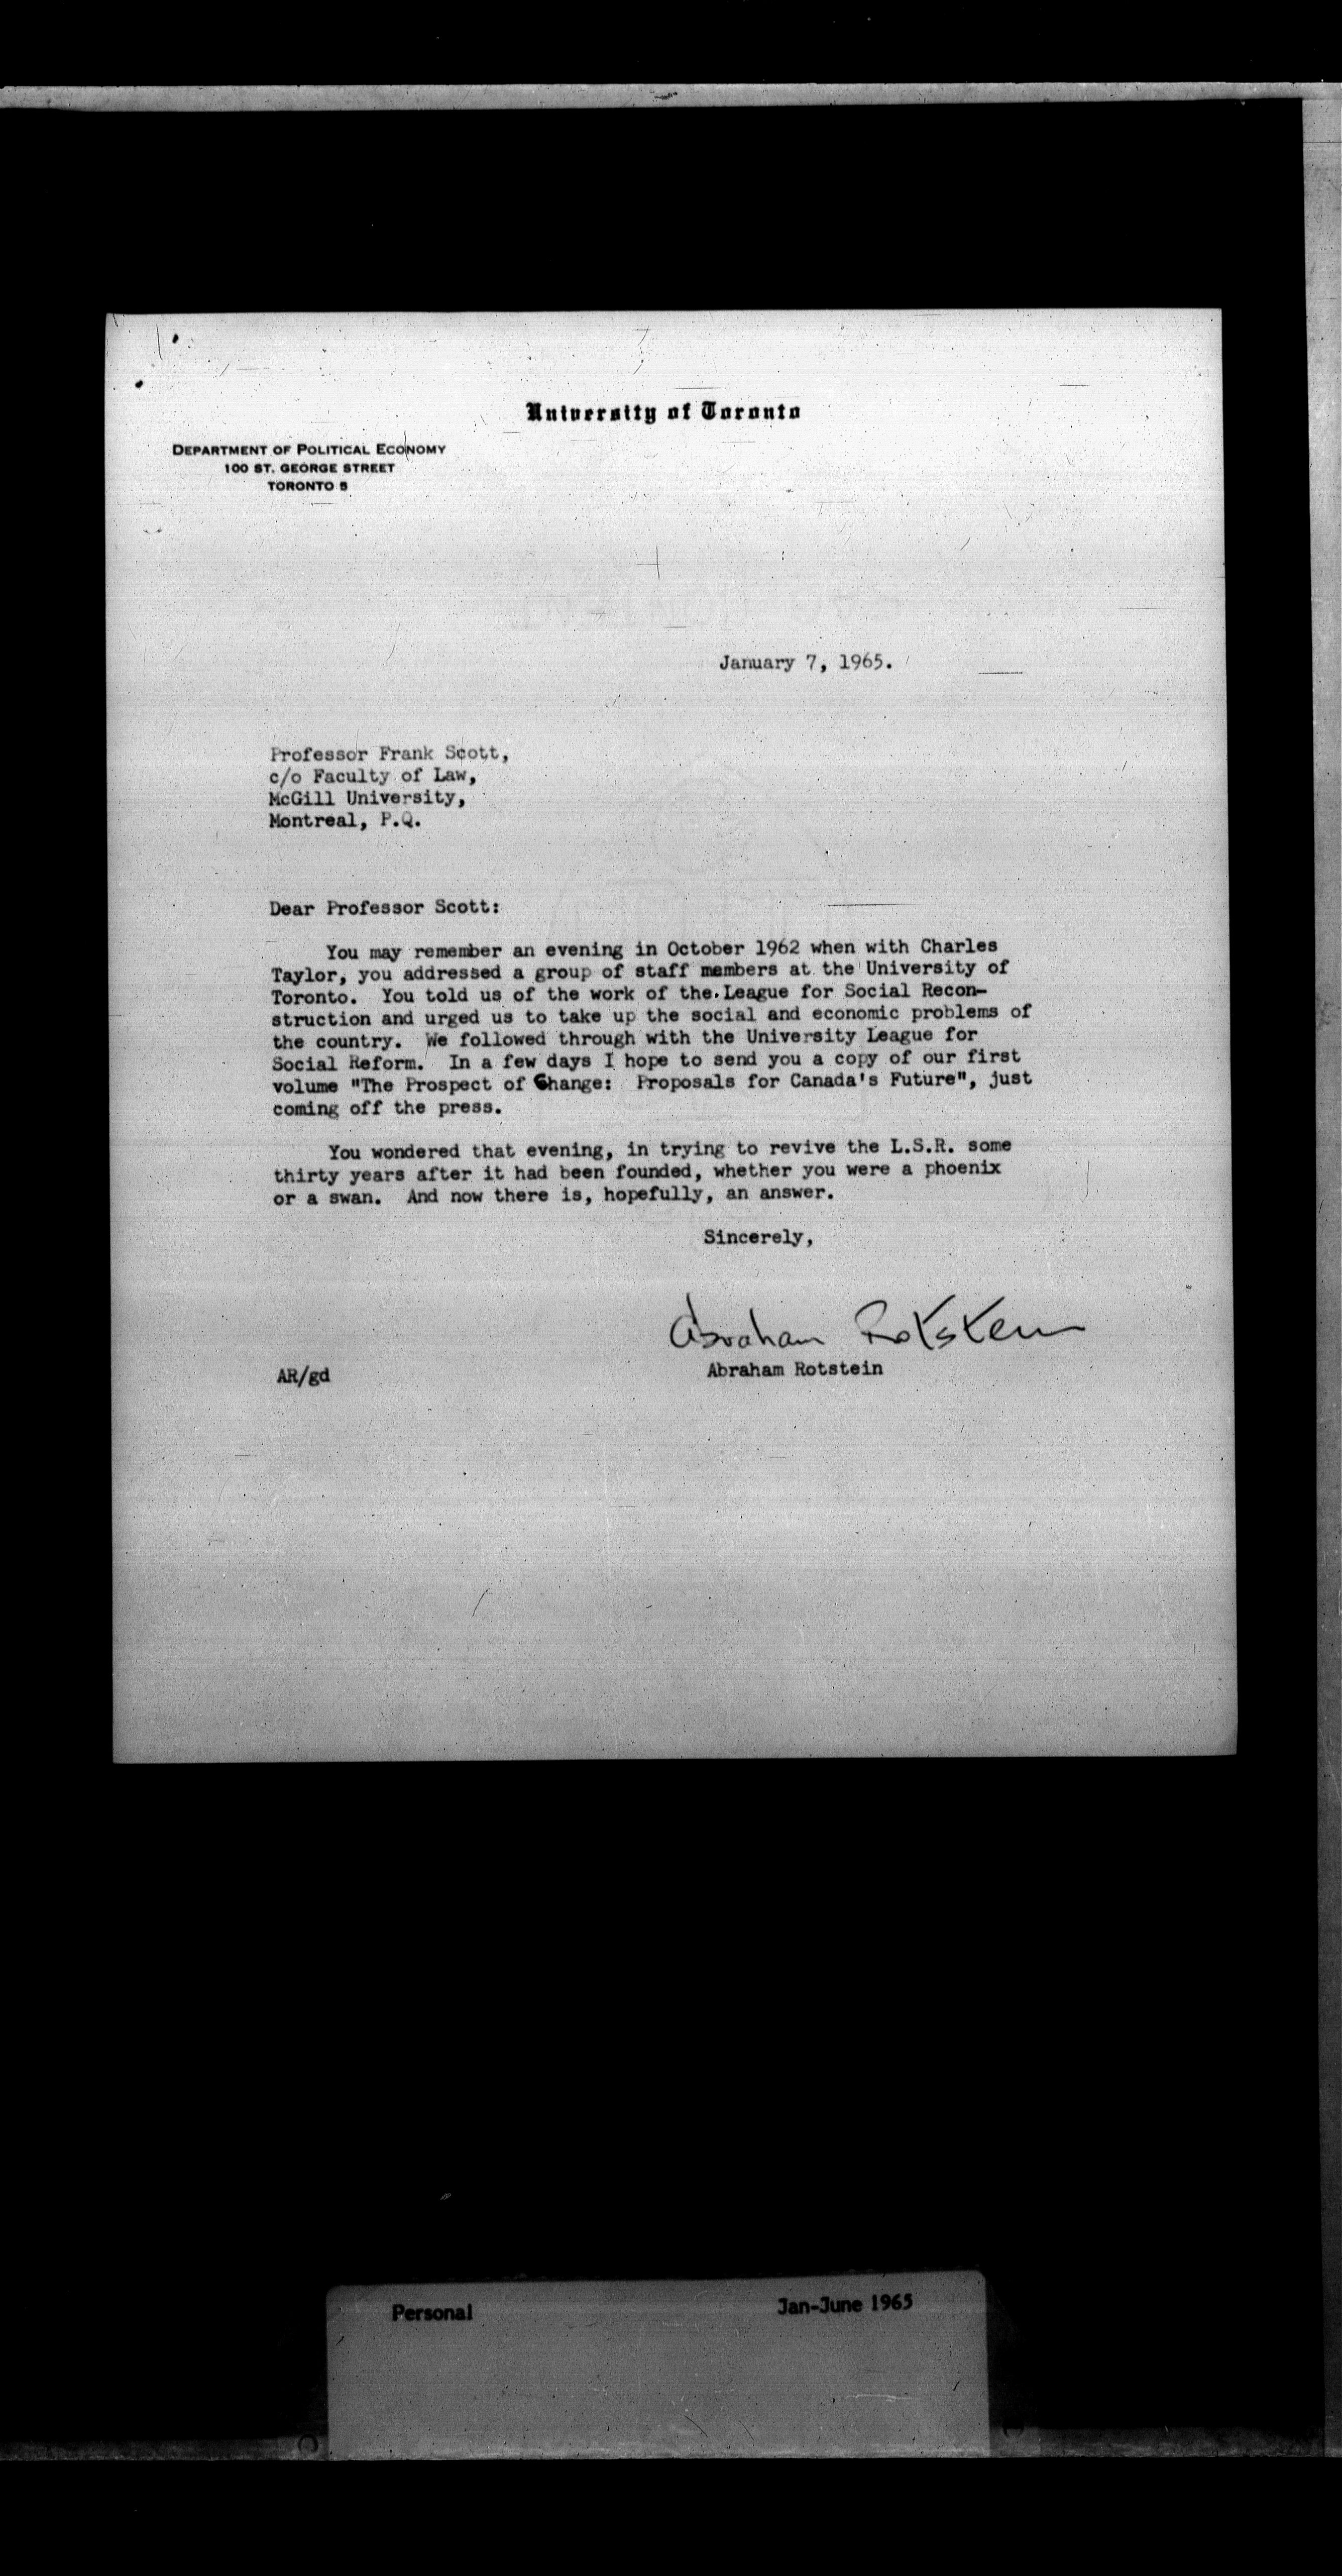 University of Toronto
DEPARTMENT OF POLITICAL ECONOMY
100 ST. GEORGE STREET
TORONTO 5
January 7, 1965.
Professor Frank Scott,
c/o Faculty of Law,
McGill University,
Montreal, P.Q.
Dear Professor Scott:
You may remember an evening in October 1962 when with Charles
Taylor, you addressed a group of staff members at the University of
Toronto. You told us of the work of the League for Social Recon-
struction and urged us to take up the social and economic problems of
the country. We followed through with the University League for
Social Reform. In a few days I hope to send you a copy of our first
volume "The Prospect of Change: Proposals for Canada's Future", just
coming off the press.
You wondered that evening, in trying to revive the L.S.R. some
thirty years after it had been founded, whether you were a phoenix
or a swan. And now there is, hopefully, an answer.
Sincerely,
Abraham Rotstein
Abraham Rotstein
AR/gd
Personal Jan-June 1965